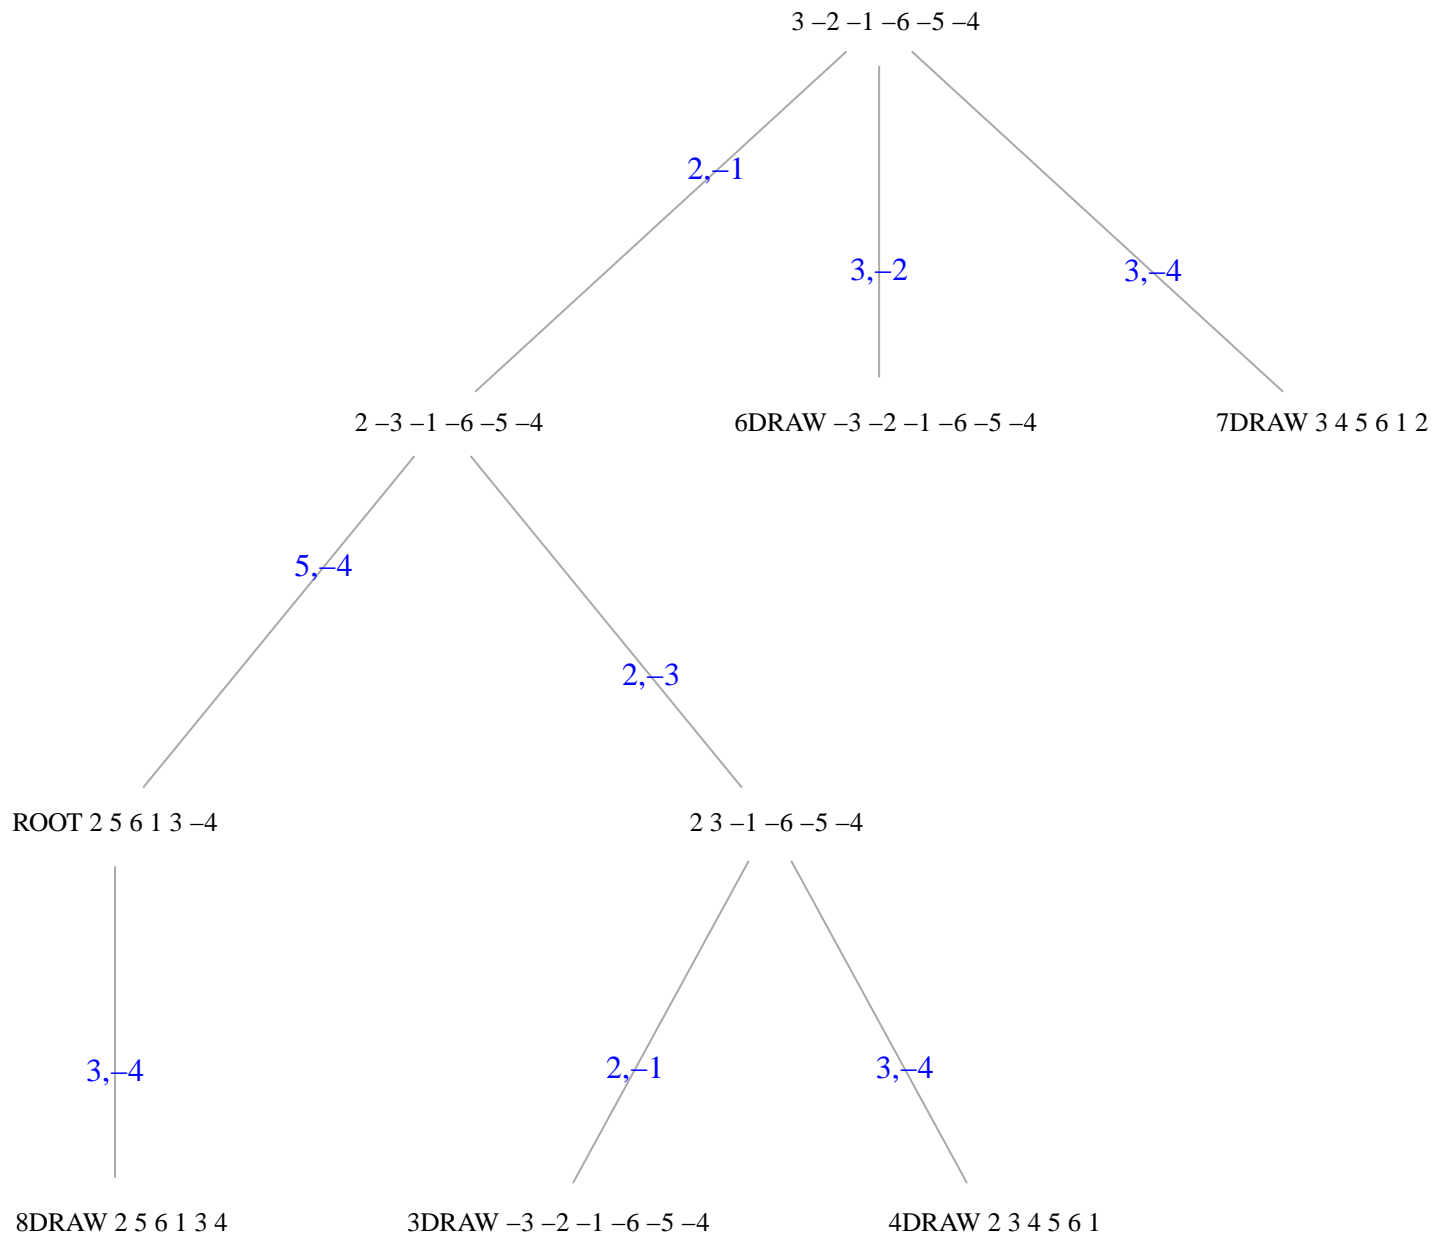 3 –2 –1 –6 –5 –4
2,–1
3,–2
3,–4
2 –3 –1 –6 –5 –4
6DRAW –3 –2 –1 –6 –5 –4
7DRAW 3 4 5 6 1 2
5,–4
2,–3
ROOT 2 5 6 1 3 –4
2 3 –1 –6 –5 –4
3,–4
2,–1
3,–4
8DRAW 2 5 6 1 3 4
3DRAW –3 –2 –1 –6 –5 –4
4DRAW 2 3 4 5 6 1